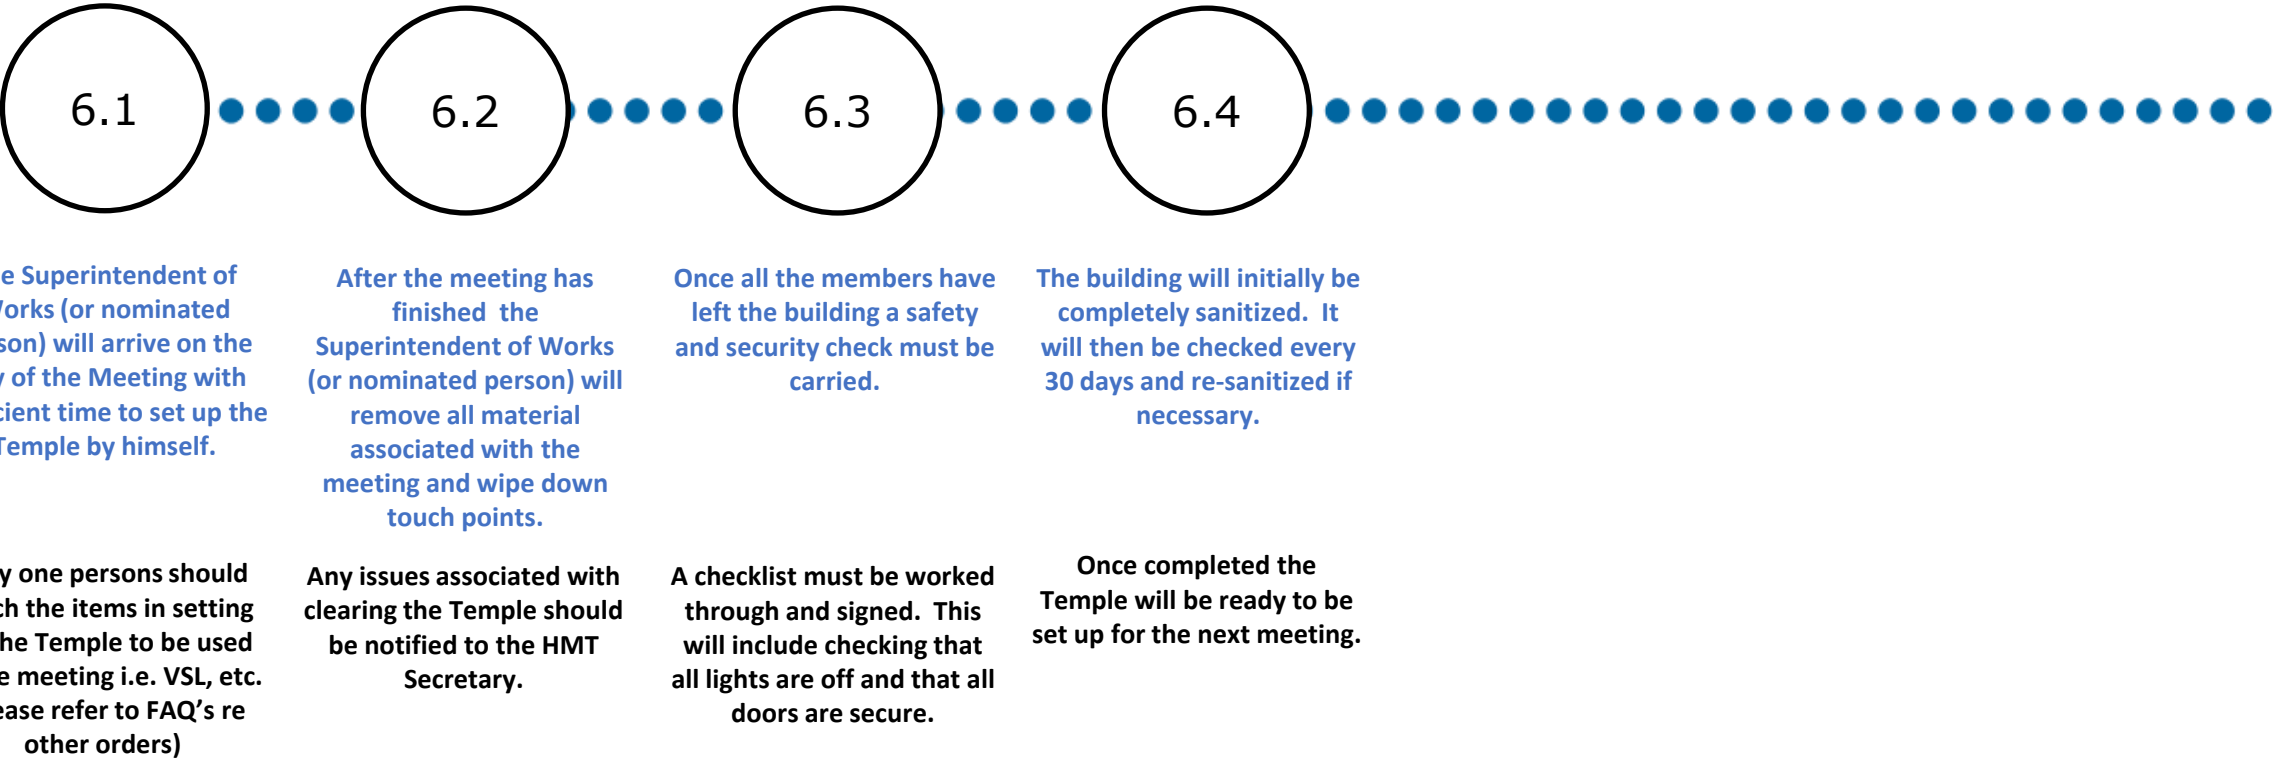 6.1
6.2
6.3
6.4
e Superintendent of
orks (or nominated
son) will arrive on the
y of the Meeting with
cient time to set up the
Temple by himself.
y one persons should
ch the items in setting
he Temple to be used
e meeting i.e. VSL, etc.
ease refer to FAQ's re
other orders)
After the meeting has
finished the
Superintendent of Works
(or nominated person) will
remove all material
associated with the
meeting and wipe down
touch points.
Any issues associated with
clearing the Temple should
be notified to the HMT
Secretary.
Once all the members have
left the building a safety
and security check must be
carried.
A checklist must be worked
through and signed. This
will include checking that
all lights are off and that all
doors are secure.
The building will initially be
completely sanitized. It
will then be checked every
30 days and re-sanitized if
necessary.
Once completed the
Temple will be ready to be
set up for the next meeting.